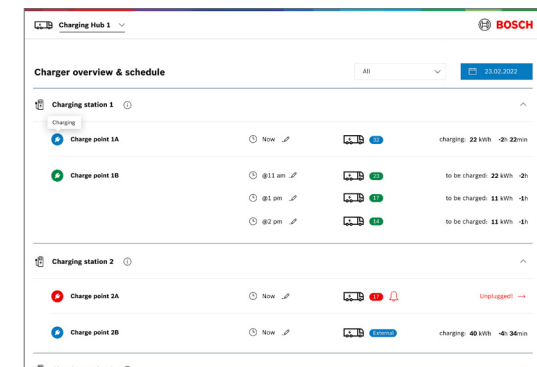 Charging Hub 1
BOSCH
Charger overview & schedule
All
23.02.2022
Charging station 1
Charging
Charge point 1A
Now
32
charging: 22 kWh -2h 22min
Charge point 1B
@11 am
23
to be charged: 22 kWh -2h
@1 pm
17
to be charged: 11 kWh -1h
@2 pm
14
to be charged: 11 kWh -1h
Charging station 2
Charge point 2A
Now
17
Unplugged! →
Charge point 2B
Now
External
charging: 40 kWh -4h 34min